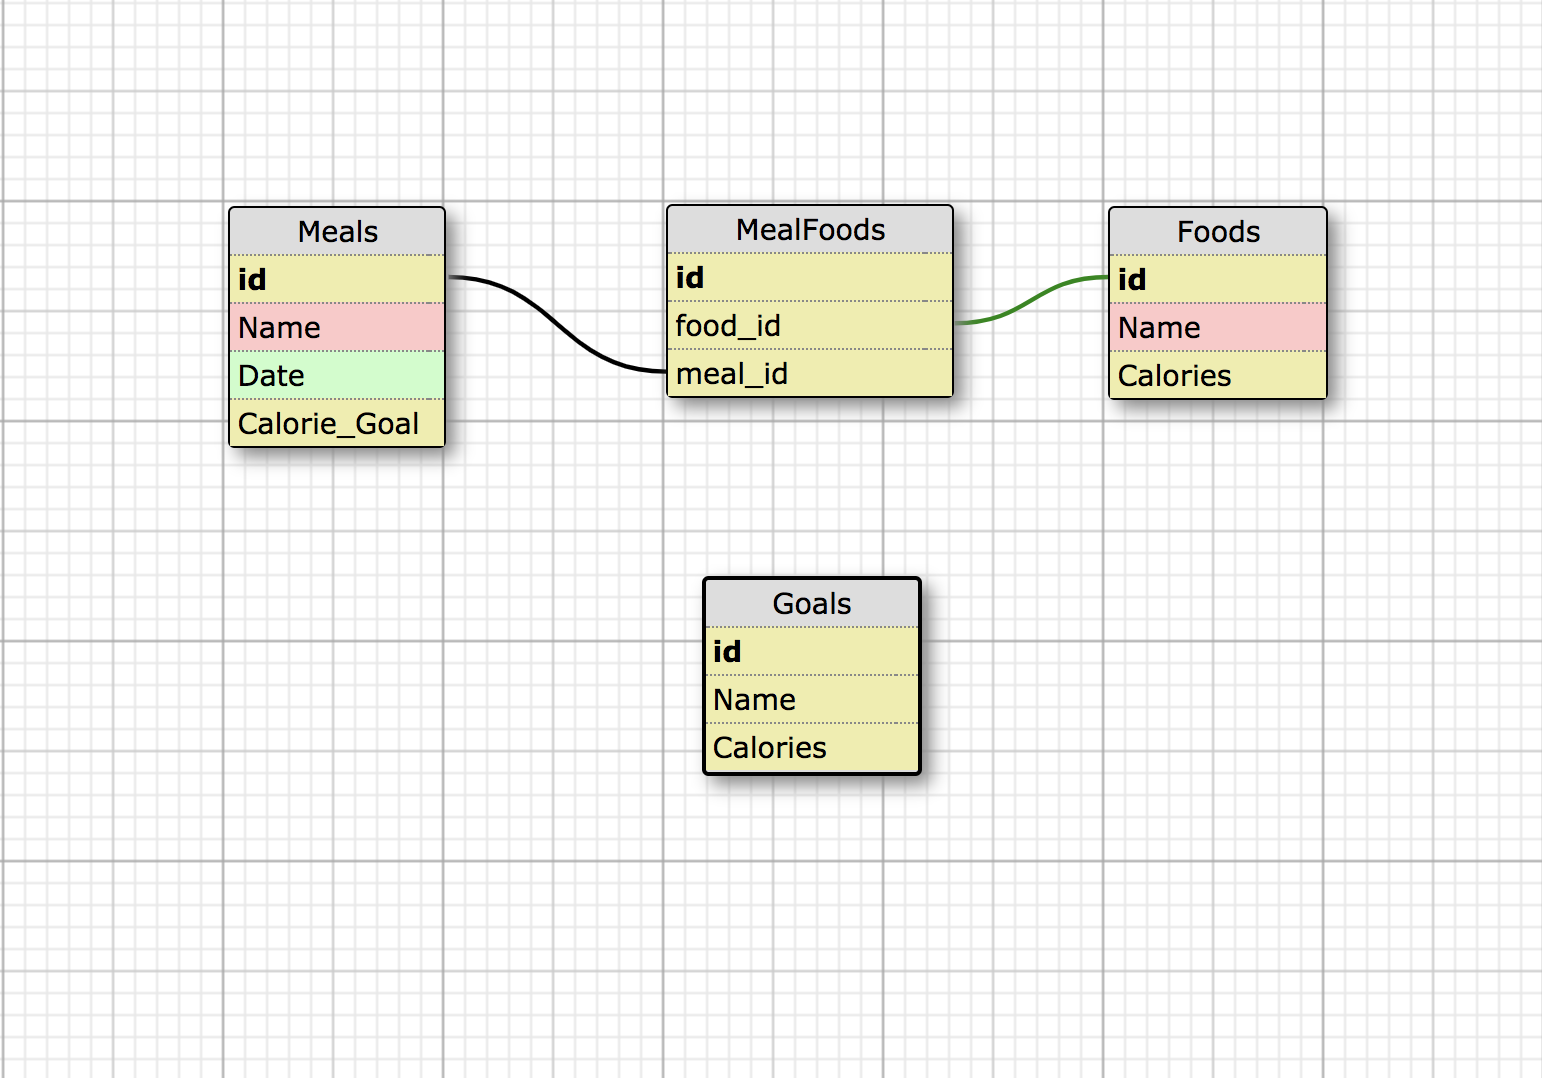 Meals
id
Name
Date
Calorie_Goal
MealFoods
id
food_id
meal_id
Foods
id
Name
Calories
Goals
id
Name
Calories